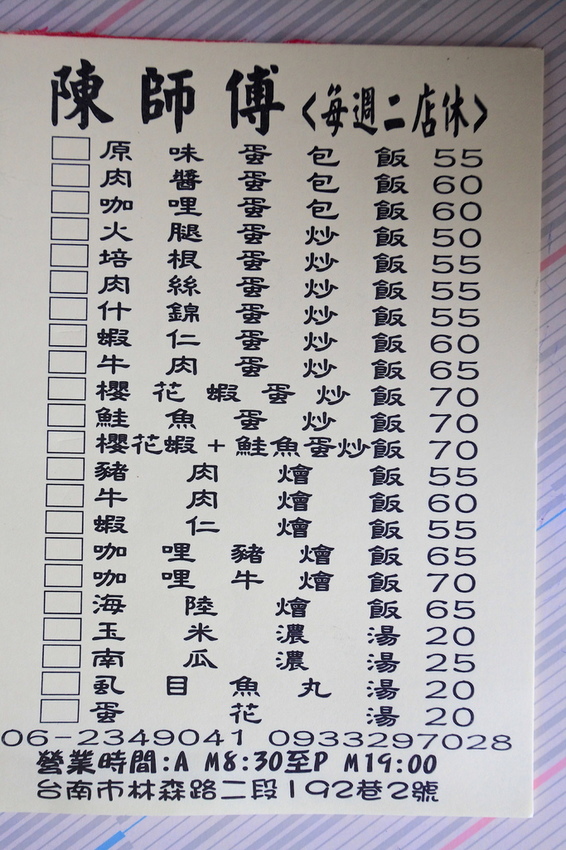 陳師傅〈每週二店休〉
原味蛋包飯 55
肉醬蛋包飯 60
咖哩蛋包飯 60
火腿蛋炒飯 50
培根蛋炒飯 55
肉絲蛋炒飯 55
什錦蛋炒飯 55
蝦仁蛋炒飯 60
牛肉蛋炒飯 65
櫻花蝦蛋炒飯 70
鮭魚蛋炒飯 70
櫻花蝦+鮭魚蛋炒飯 70
豬肉燴飯 55
牛肉燴飯 60
蝦仁燴飯 55
咖哩豬燴飯 65
咖哩牛燴飯 70
海陸燴飯 65
玉米濃湯 20
南瓜濃湯 25
虱目魚丸湯 20
蛋花湯 20
06-2349041 0933297028
營業時間:AM8:30至PM19:00
台南市林森路二段192巷2號